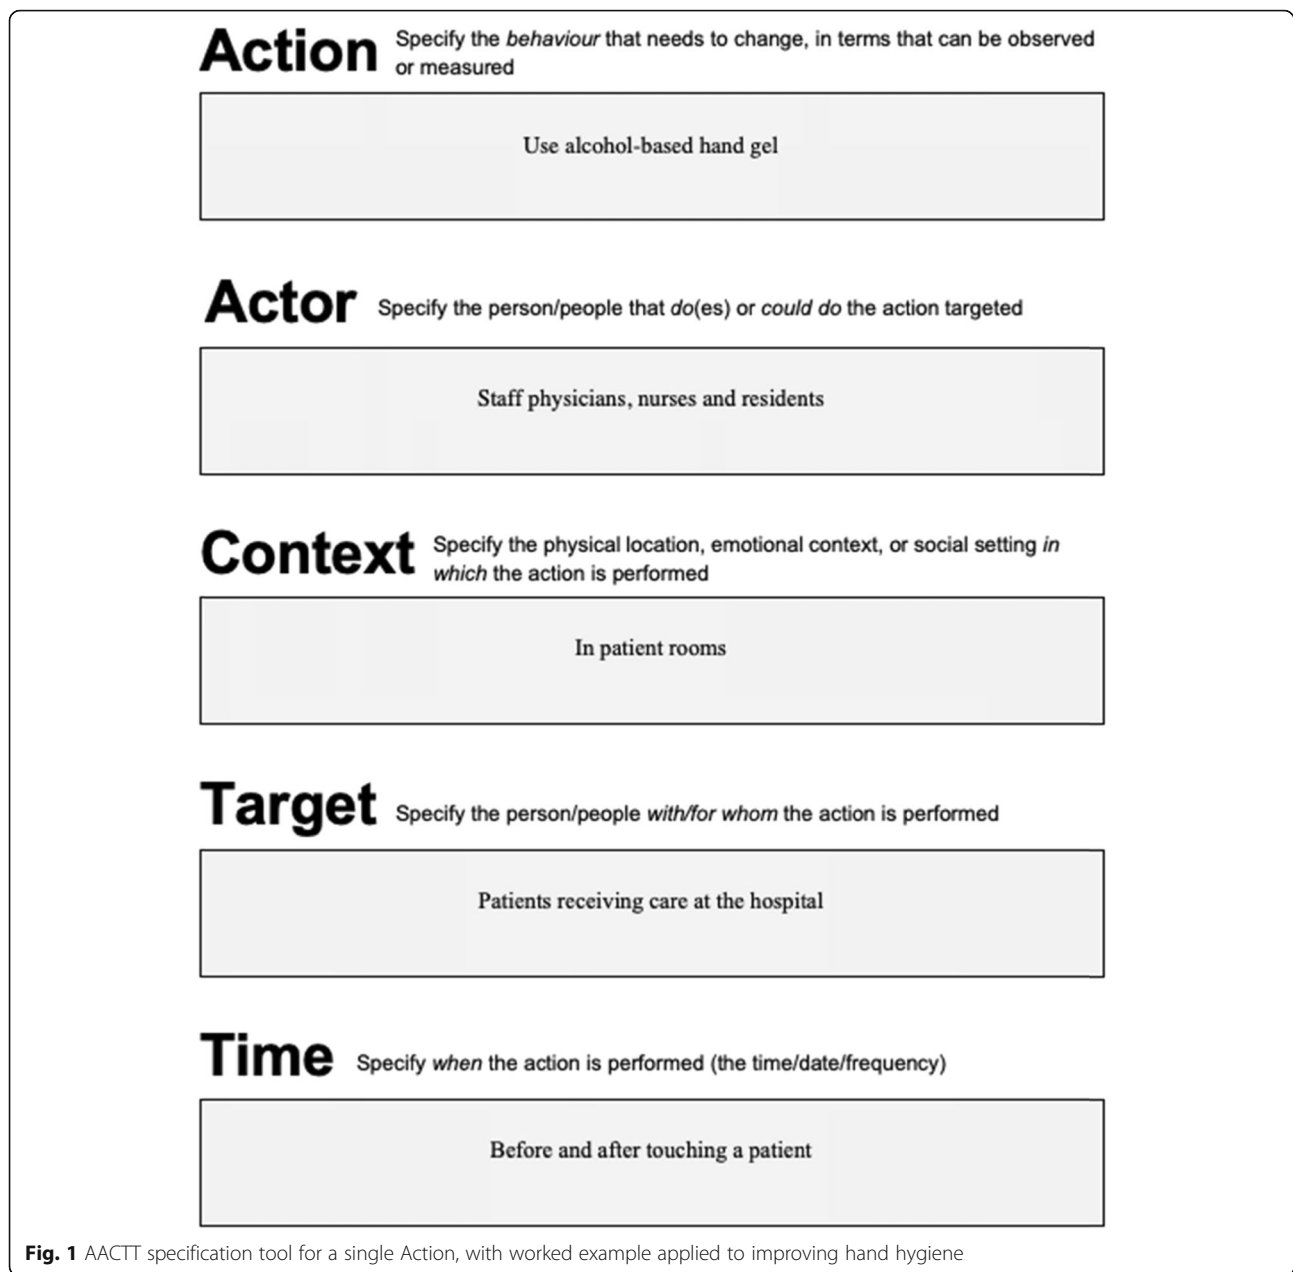 Action Specify the behaviour that needs to change, in terms that can be observed
or measured
Use alcohol-based hand gel
Actor Specify the person/people that do(es) or could do the action targeted
Staff physicians, nurses and residents
Context Specify the physical location, emotional context, or social setting in
which the action is performed
In patient rooms
Target Specify the person/people with/for whom the action is performed
Patients receiving care at the hospital
Time Specify when the action is performed (the time/date/frequency)
Before and after touching a patient
Fig. 1 AACTT specification tool for a single Action, with worked example applied to improving hand hygiene